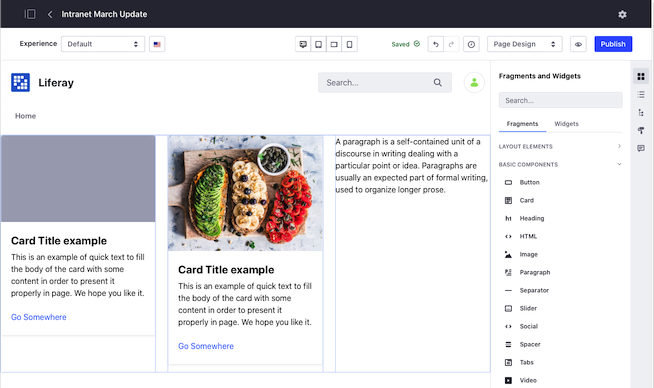 Intranet March Update
Experience
Default
Saved
Page Design
Publish
Liferay
Search...
Home
Card Title example
This is an example of quick text to fill
the body of the card with some
content in order to present it
properly in page. We hope you like it.
Go Somewhere
Card Title example
This is an example of quick text to fill
the body of the card with some
content in order to present it
properly in page. We hope you like it.
Go Somewhere
A paragraph is a self-contained unit of a
discourse in writing dealing with a
particular point or idea. Paragraphs are
usually an expected part of formal writing,
used to organize longer prose.
Fragments and Widgets
Search...
Fragments Widgets
LAYOUT ELEMENTS
BASIC COMPONENTS
Button
Card
H1 Heading
HTML
Image
Paragraph
Separator
Slider
Social
Spacer
Tabs
Video